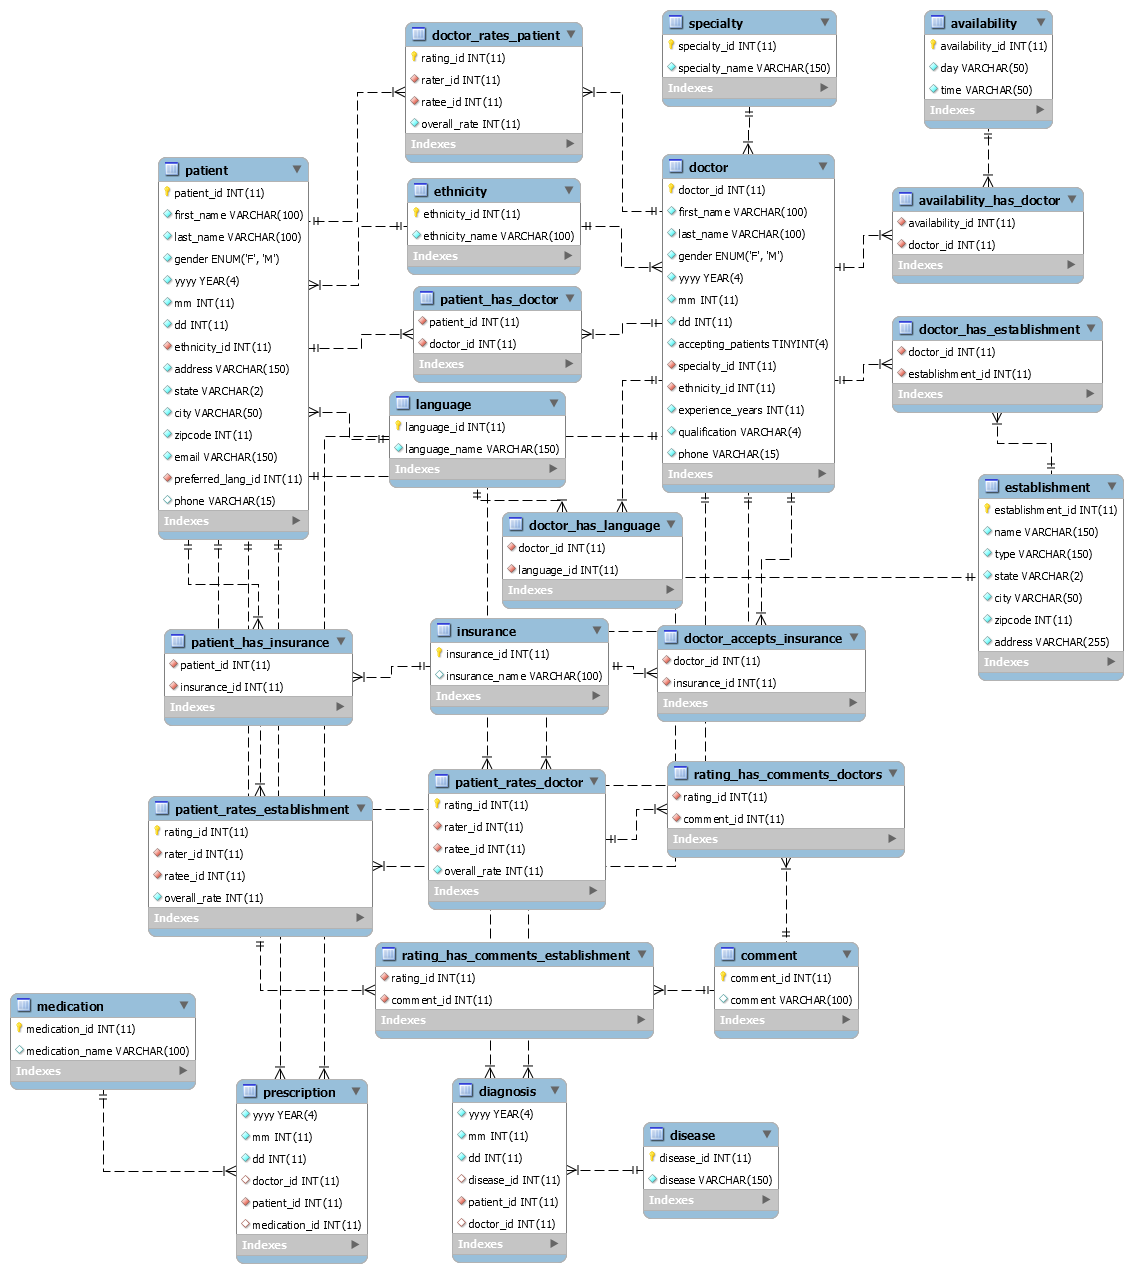 doctor_rates_patient
rating_id INT(11)
rater_id INT(11)
ratee_id INT(11)
overall_rate INT(11)
Indexes
specialty
specialty_id INT(11)
specialty_name VARCHAR(150)
Indexes
availability
availability_id INT(11)
day VARCHAR(50)
time VARCHAR(50)
Indexes
patient
patient_id INT(11)
first_name VARCHAR(100)
last_name VARCHAR(100)
gender ENUM('F', 'M')
yyyy YEAR(4)
mm INT(11)
dd INT(11)
ethnicity_id INT(11)
address VARCHAR(150)
state VARCHAR(2)
city VARCHAR(50)
zipcode INT(11)
email VARCHAR(150)
preferred_lang_id INT(11)
phone VARCHAR(15)
Indexes
ethnicity
ethnicity_id INT(11)
ethnicity_name VARCHAR(100)
Indexes
doctor
doctor_id INT(11)
first_name VARCHAR(100)
last_name VARCHAR(100)
gender ENUM('F', 'M')
yyyy YEAR(4)
mm INT(11)
dd INT(11)
accepting_patients TINYINT(4)
specialty_id INT(11)
ethnicity_id INT(11)
experience_years INT(11)
qualification VARCHAR(4)
phone VARCHAR(15)
Indexes
availability_has_doctor
availability_id INT(11)
doctor_id INT(11)
Indexes
patient_has_doctor
patient_id INT(11)
doctor_id INT(11)
Indexes
doctor_has_establishment
doctor_id INT(11)
establishment_id INT(11)
Indexes
language
language_id INT(11)
language_name VARCHAR(150)
Indexes
establishment
establishment_id INT(11)
name VARCHAR(150)
type VARCHAR(150)
state VARCHAR(2)
city VARCHAR(50)
zipcode INT(11)
address VARCHAR(255)
Indexes
doctor_has_language
doctor_id INT(11)
language_id INT(11)
Indexes
patient_has_insurance
patient_id INT(11)
insurance_id INT(11)
Indexes
insurance
insurance_id INT(11)
insurance_name VARCHAR(100)
Indexes
doctor_accepts_insurance
doctor_id INT(11)
insurance_id INT(11)
Indexes
patient_rates_establishment
rating_id INT(11)
rater_id INT(11)
ratee_id INT(11)
overall_rate INT(11)
Indexes
patient_rates_doctor
rating_id INT(11)
rater_id INT(11)
ratee_id INT(11)
overall_rate INT(11)
Indexes
rating_has_comments_doctors
rating_id INT(11)
comment_id INT(11)
Indexes
rating_has_comments_establishment
rating_id INT(11)
comment_id INT(11)
Indexes
comment
comment_id INT(11)
comment VARCHAR(100)
Indexes
medication
medication_id INT(11)
medication_name VARCHAR(100)
Indexes
prescription
yyyy YEAR(4)
mm INT(11)
dd INT(11)
doctor_id INT(11)
patient_id INT(11)
medication_id INT(11)
Indexes
diagnosis
yyyy YEAR(4)
mm INT(11)
dd INT(11)
disease_id INT(11)
patient_id INT(11)
doctor_id INT(11)
Indexes
disease
disease_id INT(11)
disease VARCHAR(150)
Indexes